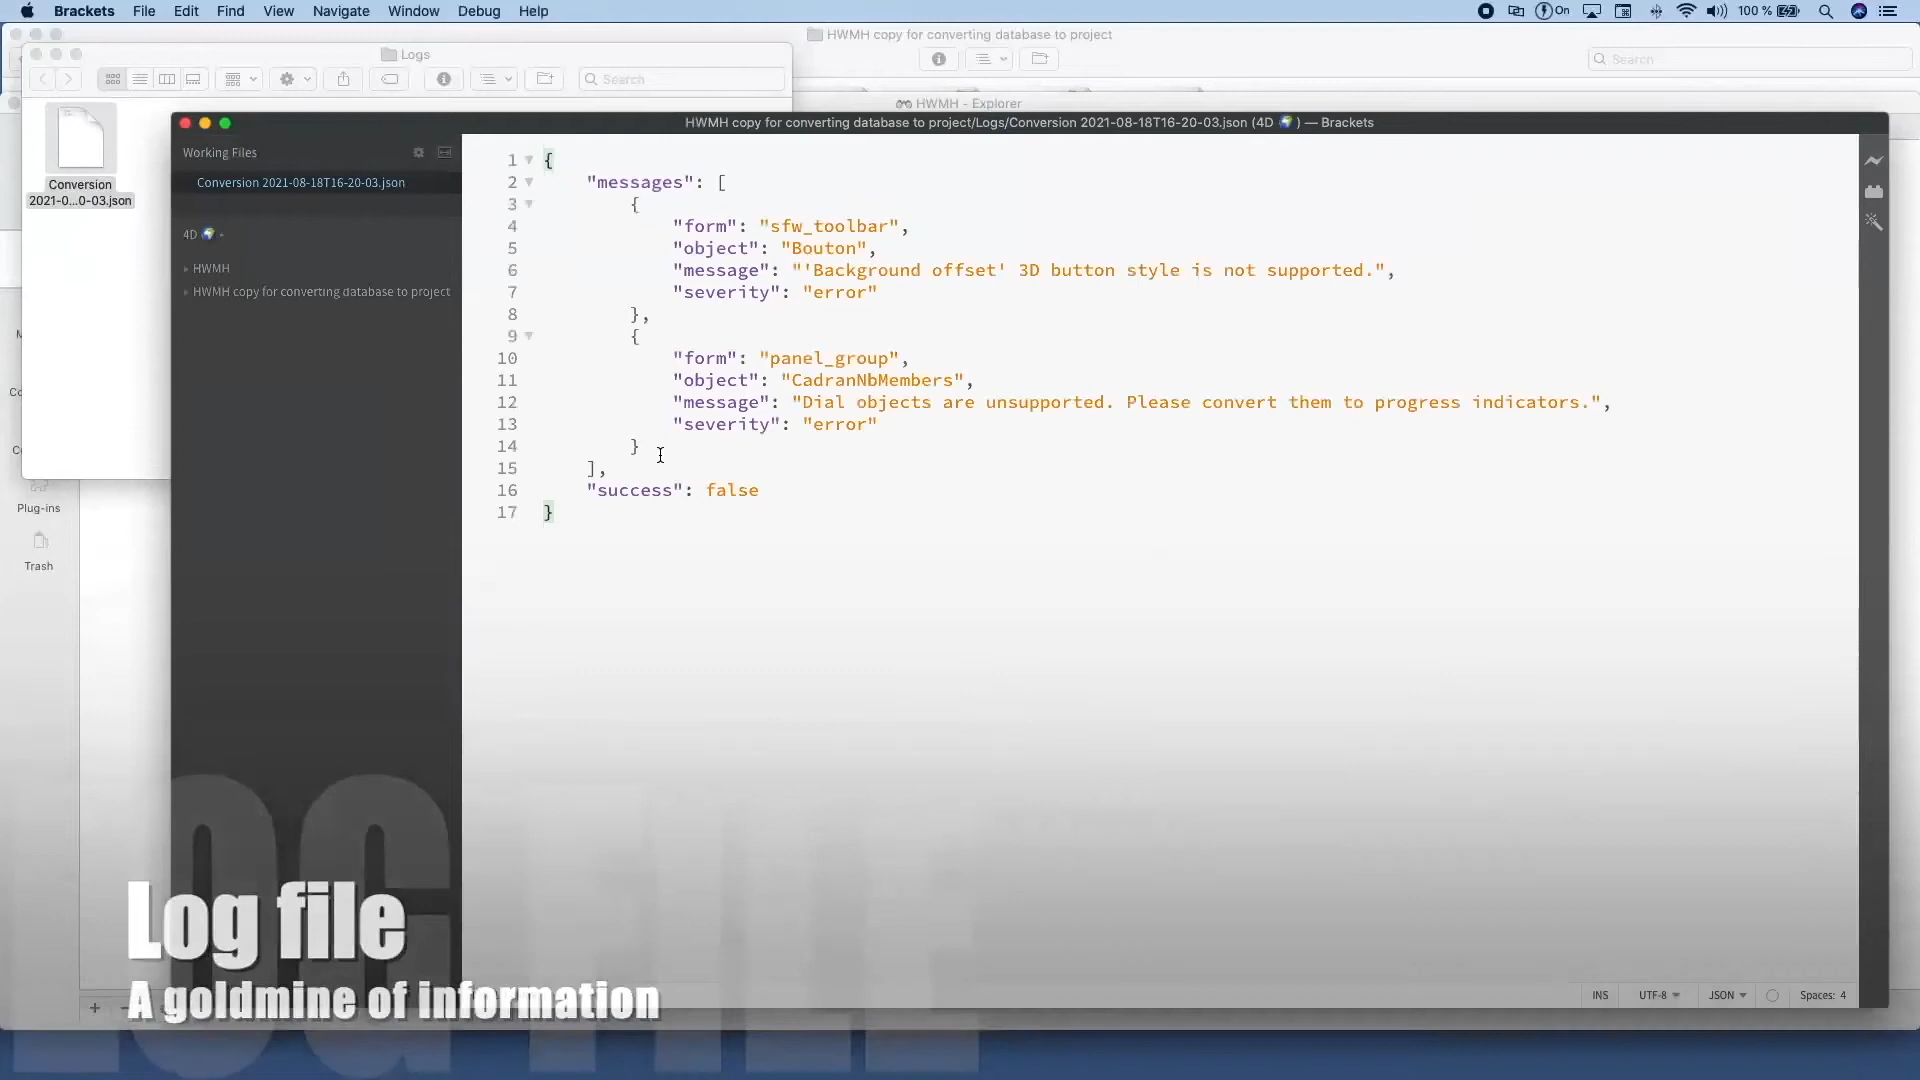 Brackets File Edit Find View Navigate Window Debug Help
On 100 %
HWMH copy for converting database to project
Logs
Search
Search
HWMH - Explorer
Conversion
2021-0...0-03.json
Plug-ins
Trash
HWMH copy for converting database to project/Logs/Conversion 2021-08-18T16-20-03.json (4D 🌍 ) — Brackets
Working Files
Conversion 2021-08-18T16-20-03.json
4D 🌍
HWMH
HWMH copy for converting database to project
1 {
2 "messages": [
3 {
4 "form": "sfw_toolbar",
5 "object": "Bouton",
6 "message": "'Background offset' 3D button style is not supported.",
7 "severity": "error"
8 },
9 {
10 "form": "panel_group",
11 "object": "CadranNbMembers",
12 "message": "Dial objects are unsupported. Please convert them to progress indicators.",
13 "severity": "error"
14 }
15 ],
16 "success": false
17 }
INS UTF-8 JSON Spaces: 4
LOG FILE
Log file
A goldmine of information